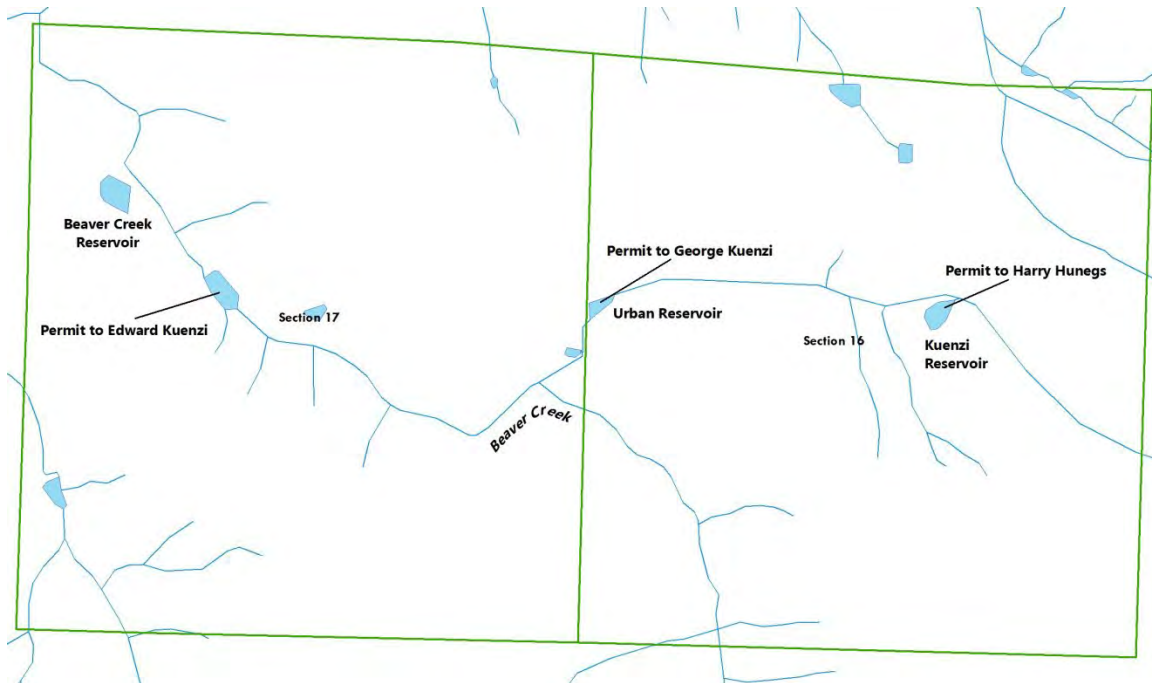 Beaver Creek
Reservoir
Permit to Edward Kuenzi
Section 17
Beaver Creek
Permit to George Kuenzi
Urban Reservoir
Section 16
Permit to Harry Hunegs
Kuenzi
Reservoir